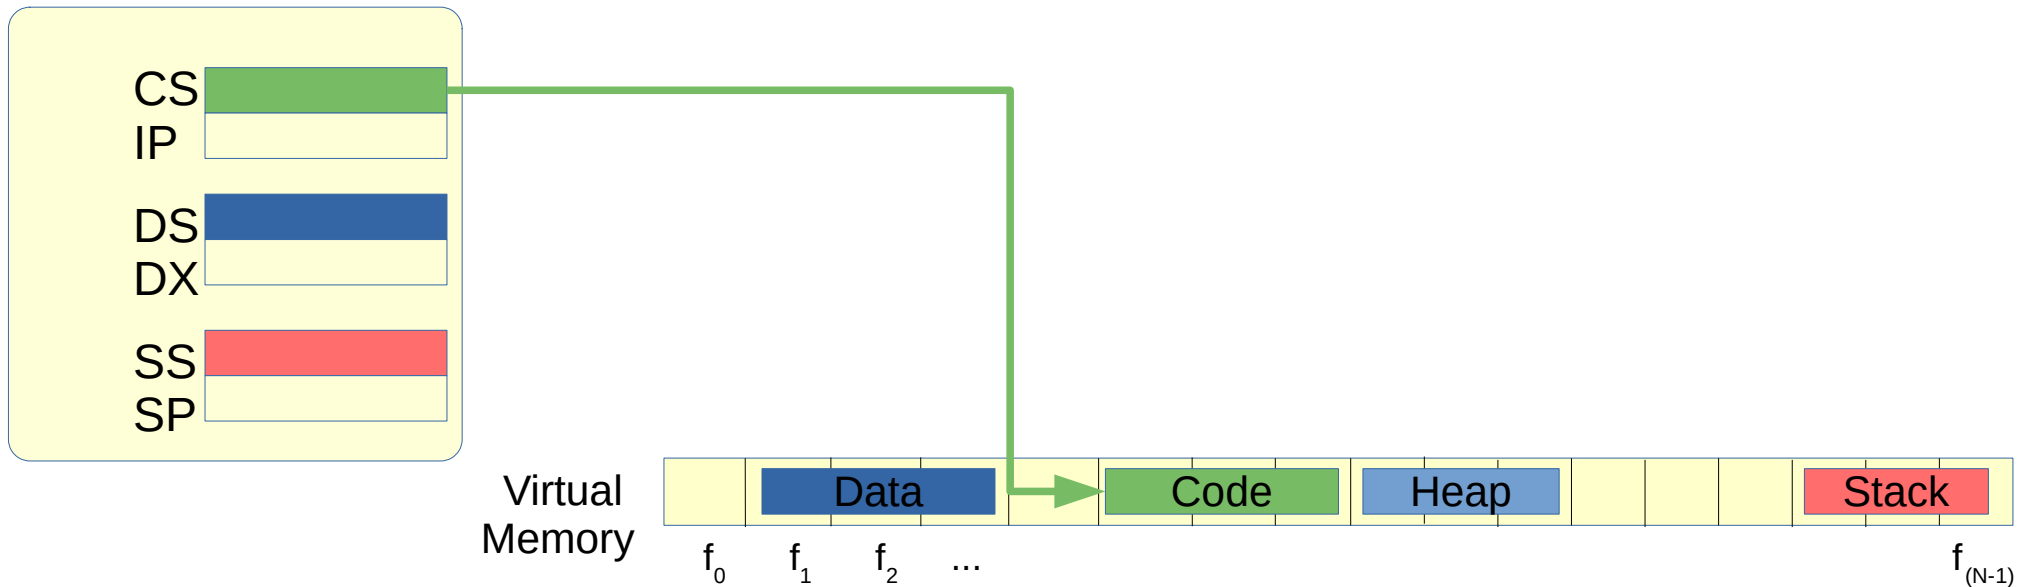 CS
IP
DS
DX
SS
SP
Virtual
Memory
Data Code Heap Stack
f0 f1 f2 ... f(N-1)